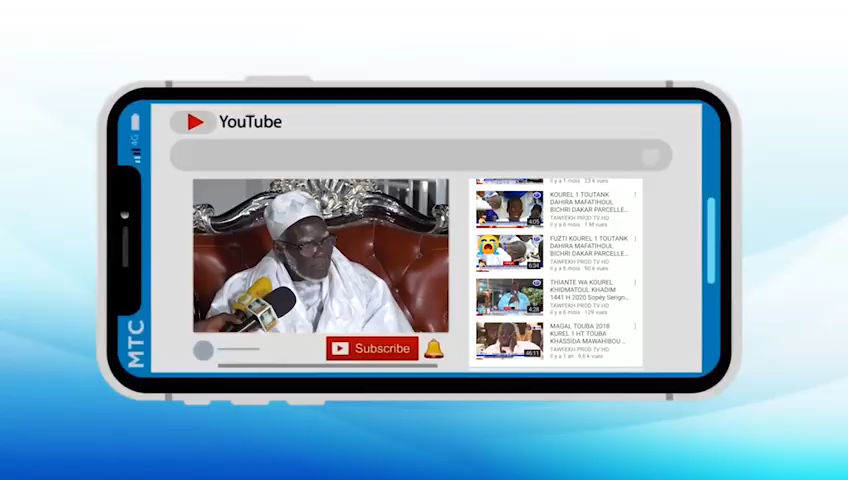 YouTube
4G
MTC
Subscribe
il y a 1 mois · 23 k vues
KOUREL 1 TOUTANK
DAHIRA MAFATIHOUL
BICHRI DAKAR PARCELLE...
TAWFEKH PROD TV HD
il y a 6 mois · 1 M vues
4:05
FUZTI KOUREL 1 TOUTANK
DAHIRA MAFATIHOUL
BICHRI DAKAR PARCELLE...
TAWFEKH PROD TV HD
il y a 6 mois · 90 k vues
6:34
THIANTE WA KOUREL
KHIDMATOUL KHADIM
1441 H 2020 Sopéy Serign...
TAWFEKH PROD TV HD
il y a 6 mois · 129 vues
4:28
MAGAL TOUBA 2018
KUREL 1 HT TOUBA
KHASSIDA MAWAHIBOU ...
TAWFEKH PROD TV HD
il y a 1 an · 9,6 k vues
46:11